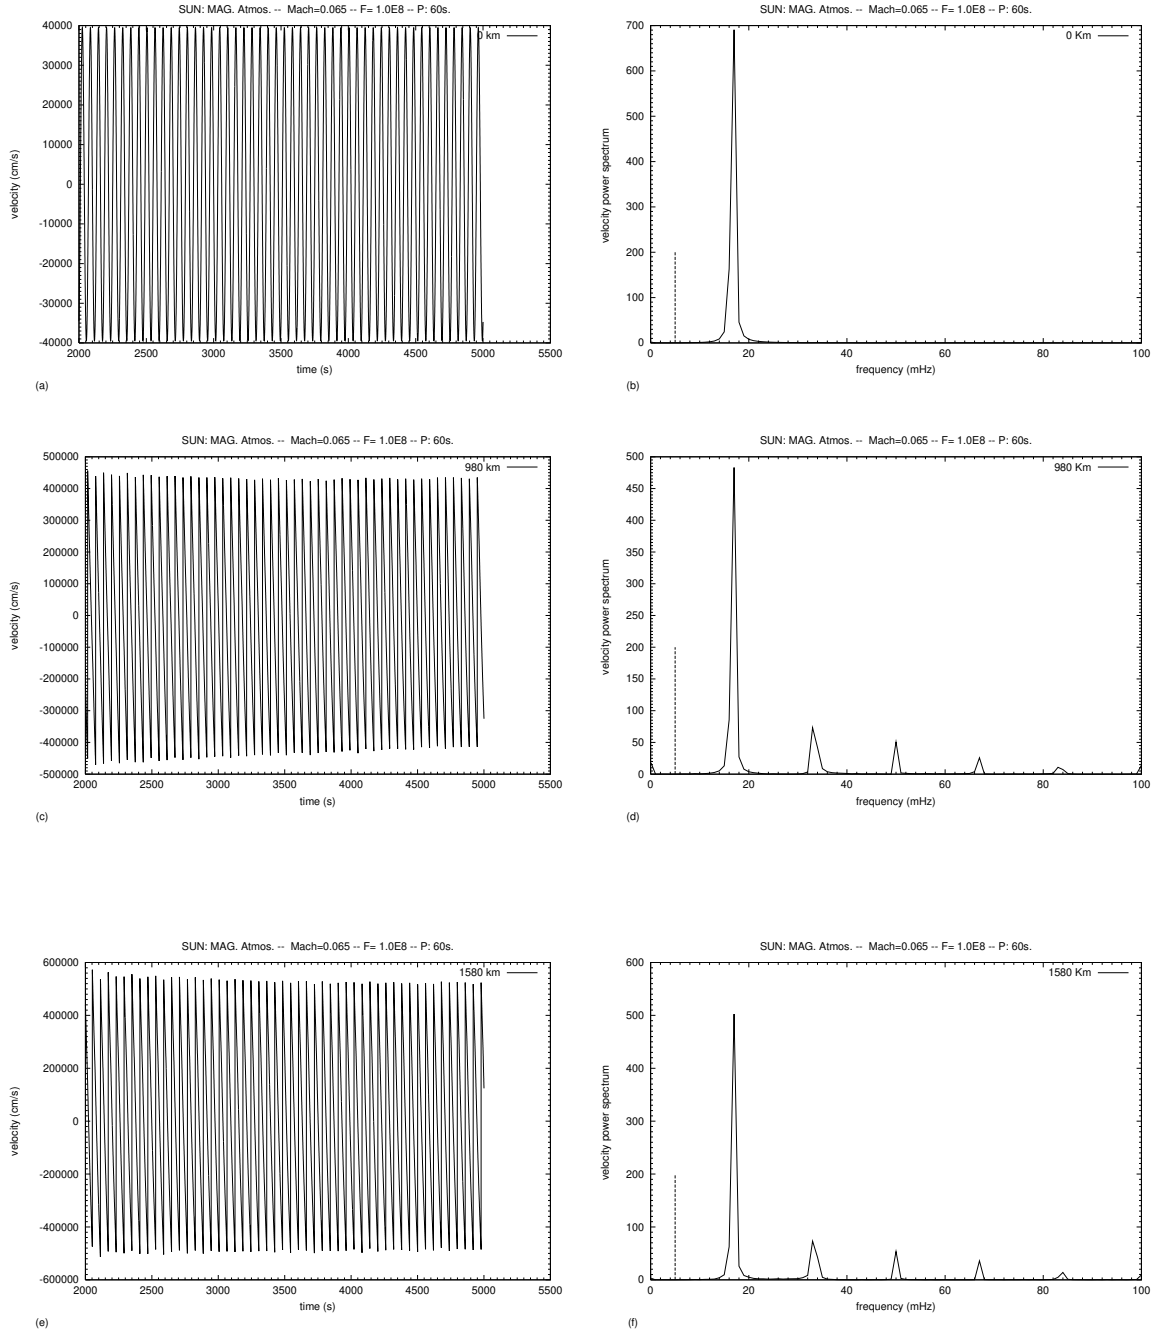 SUN: MAG. Atmos. -- Mach=0.065 -- F= 1.0E8 -- P: 60s.
40000
30000
20000
10000
0
-10000
-20000
-30000
-40000
velocity (cm/s)
0 km
2000 2500 3000 3500 4000 4500 5000 5500
time (s)
(a)
SUN: MAG. Atmos. -- Mach=0.065 -- F= 1.0E8 -- P: 60s.
700
600
500
400
300
200
100
0
velocity power spectrum
0 Km
0 20 40 60 80 100
frequency (mHz)
(b)
SUN: MAG. Atmos. -- Mach=0.065 -- F= 1.0E8 -- P: 60s.
500000
400000
300000
200000
100000
0
-100000
-200000
-300000
-400000
-500000
velocity (cm/s)
980 km
2000 2500 3000 3500 4000 4500 5000 5500
time (s)
(c)
SUN: MAG. Atmos. -- Mach=0.065 -- F= 1.0E8 -- P: 60s.
500
450
400
350
300
250
200
150
100
50
0
velocity power spectrum
980 Km
0 20 40 60 80 100
frequency (mHz)
(d)
SUN: MAG. Atmos. -- Mach=0.065 -- F= 1.0E8 -- P: 60s.
600000
400000
200000
0
-200000
-400000
-600000
velocity (cm/s)
1580 km
2000 2500 3000 3500 4000 4500 5000 5500
time (s)
(e)
SUN: MAG. Atmos. -- Mach=0.065 -- F= 1.0E8 -- P: 60s.
600
500
400
300
200
100
0
velocity power spectrum
1580 Km
0 20 40 60 80 100
frequency (mHz)
(f)